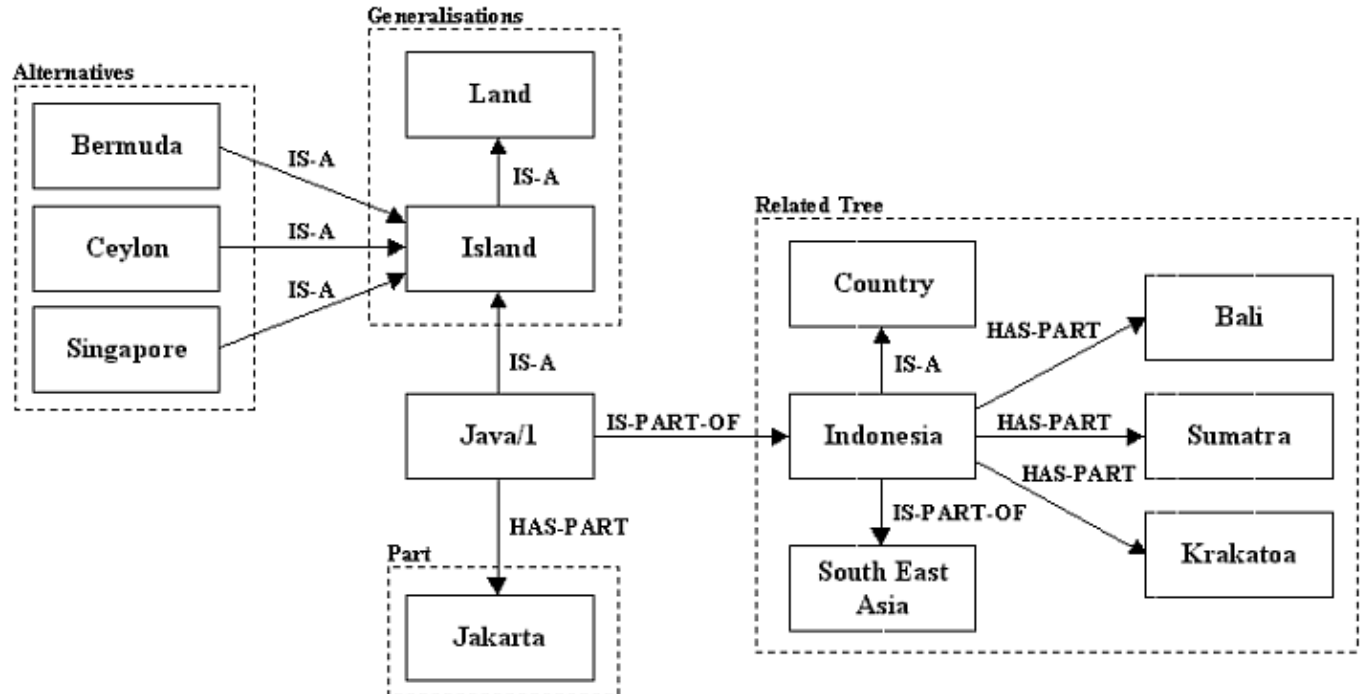 Generalisations
Alternatives
Land
Bermuda
IS-A
IS-A
Related Tree
Ceylon
IS-A
Island
Country
Bali
IS-A
HAS-PART
Singapore
IS-A
IS-A
Java/1
IS-PART-OF
Indonesia
HAS-PART
Sumatra
HAS-PART
HAS-PART
IS-PART-OF
Part
South East
Asia
Krakatoa
Jakarta